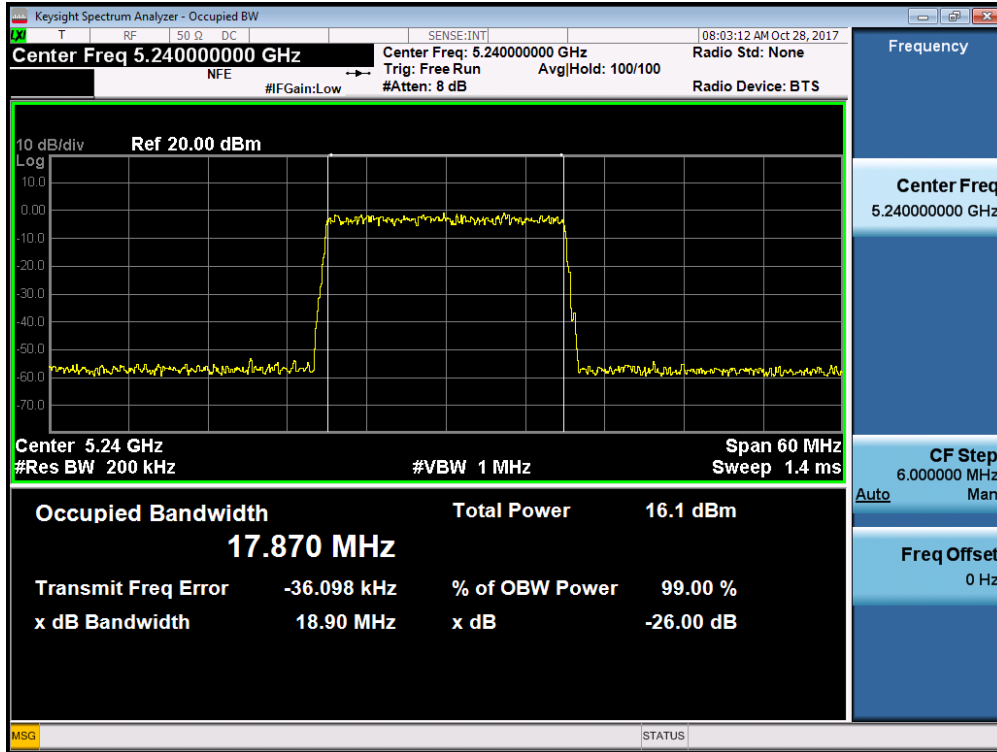 Keysight Spectrum Analyzer - Occupied BW
LXI T RF 50 Ω DC SENSE:INT 08:03:12 AM Oct 28, 2017
Center Freq 5.240000000 GHz
NFE
#IFGain:Low
Center Freq: 5.240000000 GHz
Trig: Free Run Avg|Hold: 100/100
#Atten: 8 dB
Radio Std: None
Radio Device: BTS
10 dB/div Ref 20.00 dBm
Log
10.0
0.00
-10.0
-20.0
-30.0
-40.0
-50.0
-60.0
-70.0
Center 5.24 GHz Span 60 MHz
#Res BW 200 kHz #VBW 1 MHz Sweep 1.4 ms
Occupied Bandwidth Total Power 16.1 dBm
17.870 MHz
Transmit Freq Error -36.098 kHz % of OBW Power 99.00 %
x dB Bandwidth 18.90 MHz x dB -26.00 dB
Frequency
Center Freq
5.240000000 GHz
CF Step
6.000000 MHz
Auto Man
Freq Offset
0 Hz
MSG STATUS